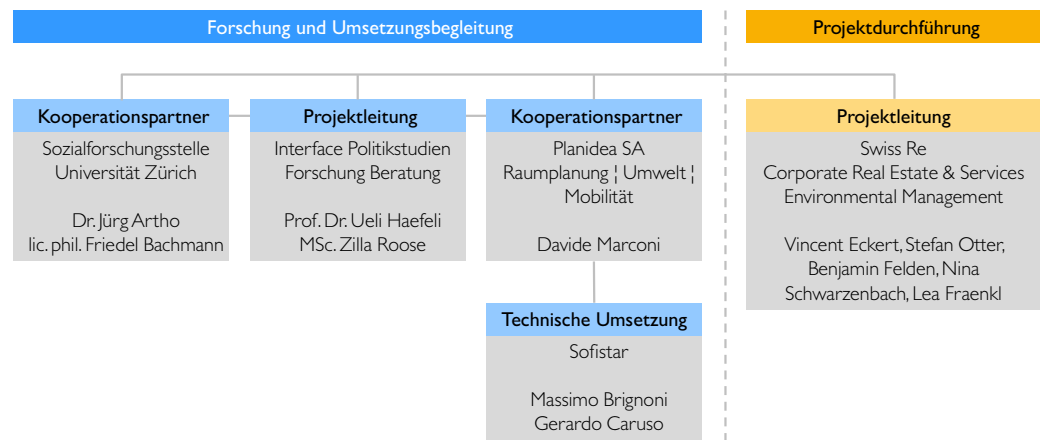 Forschung und Umsetzungsbegleitung
Projektdurchführung
Kooperationspartner
Sozialforschungsstelle
Universität Zürich
Dr. Jürg Artho
lic. phil. Friedel Bachmann
Projektleitung
Interface Politikstudien
Forschung Beratung
Prof. Dr. Ueli Haefeli
MSc. Zilla Roose
Kooperationspartner
Planidea SA
Raumplanung ¦ Umwelt ¦
Mobilität
Davide Marconi
Technische Umsetzung
Sofistar
Massimo Brignoni
Gerardo Caruso
Projektleitung
Swiss Re
Corporate Real Estate & Services
Environmental Management
Vincent Eckert, Stefan Otter,
Benjamin Felden, Nina
Schwarzenbach, Lea Fraenkl